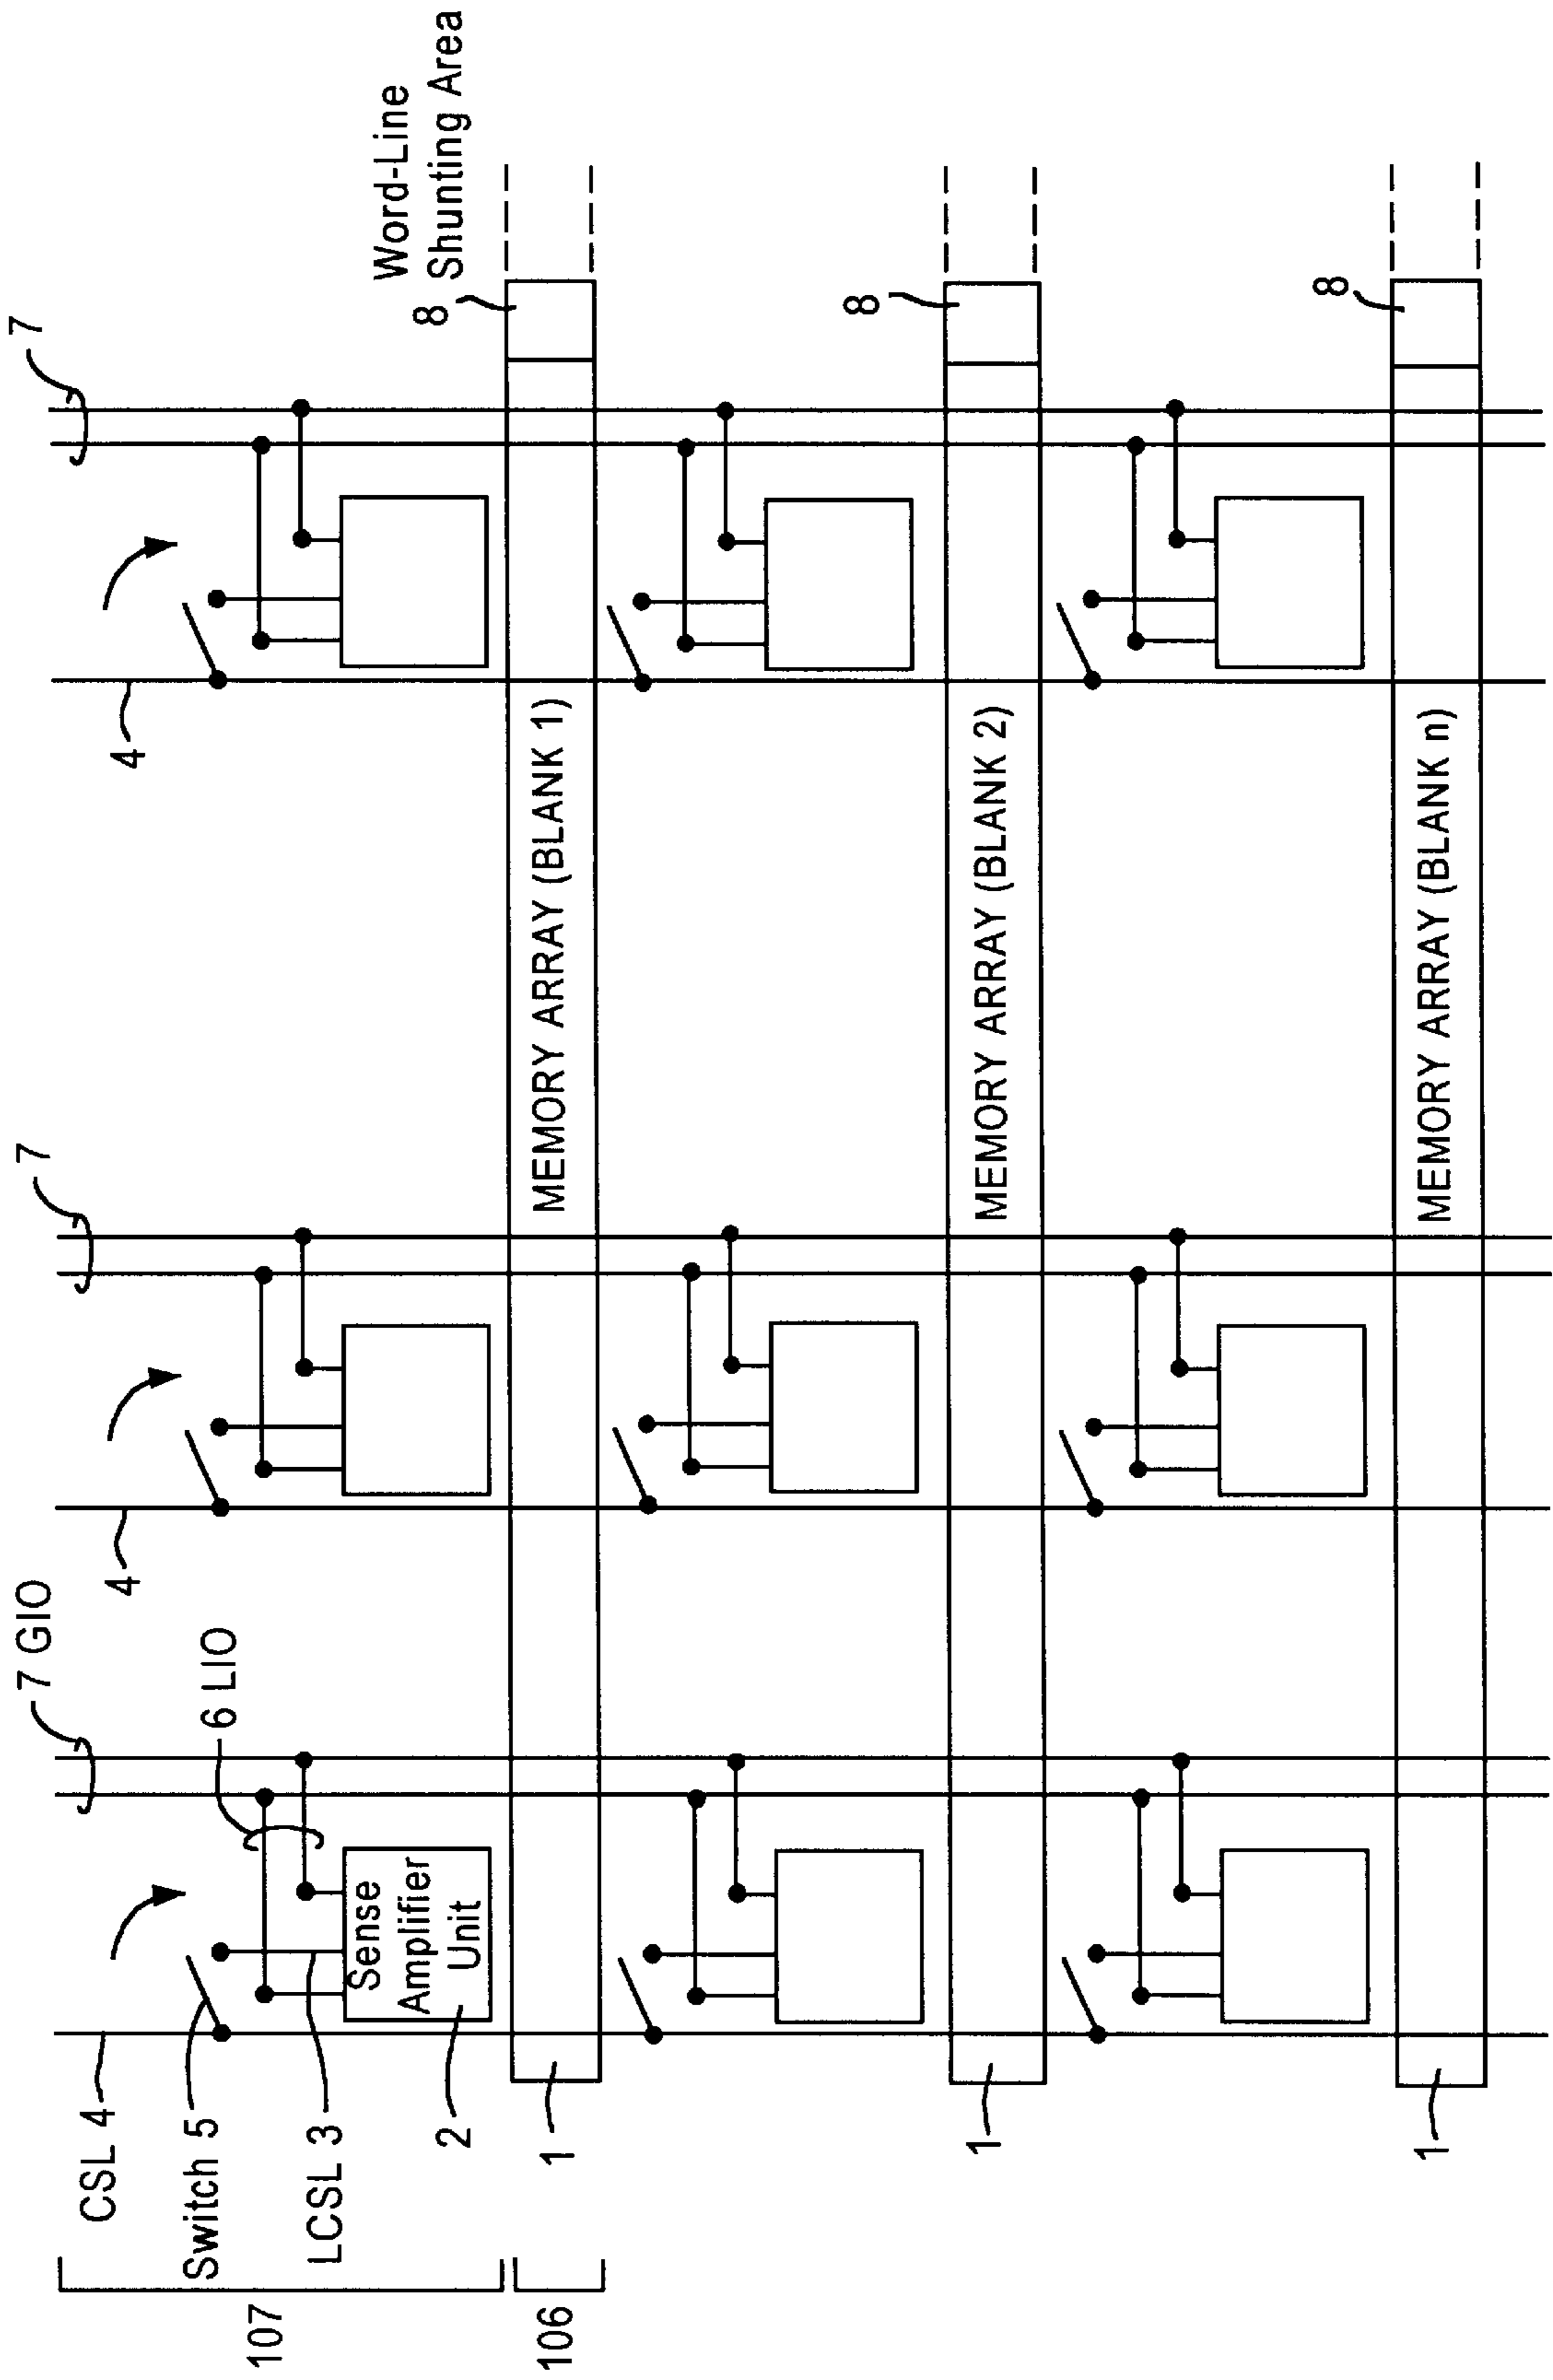 7 GIO
7
7
CSL 4
4
4
Switch 5
6 LIO
107
LCSL 3
Sense
Amplifier
Unit
2
Word-Line
Shunting Area
8
106
1
MEMORY ARRAY (BLANK 1)
8
1
MEMORY ARRAY (BLANK 2)
8
1
MEMORY ARRAY (BLANK n)